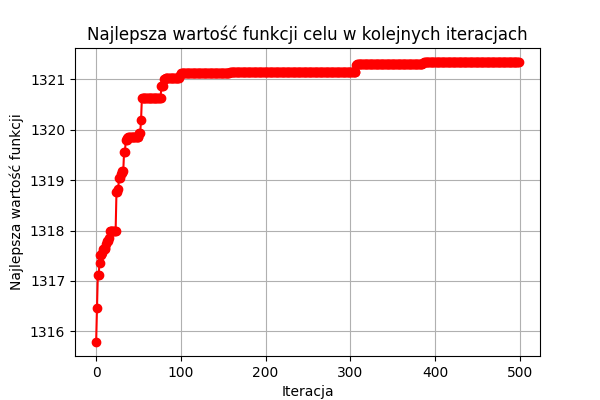 Najlepsza wartość funkcji celu w kolejnych iteracjach
1321
1320
1319
1318
1317
1316
Najlepsza wartość funkcji
0 100 200 300 400 500
Iteracja